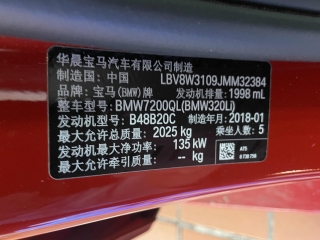 华晨宝马汽车有限公司制造
制造国：中国 LBV8W3109JMM32384
品牌：宝马(BMW)牌 发动机排量：1998 mL
整车型号：BMW7200QL(BMW320Li)
发动机型号：B48B20C 制造年月：2018-01
最大允许总质量：2025 kg 乘坐人数：5
最大净功率：135 kW
最大允许牵引质量：-- kg
ATS